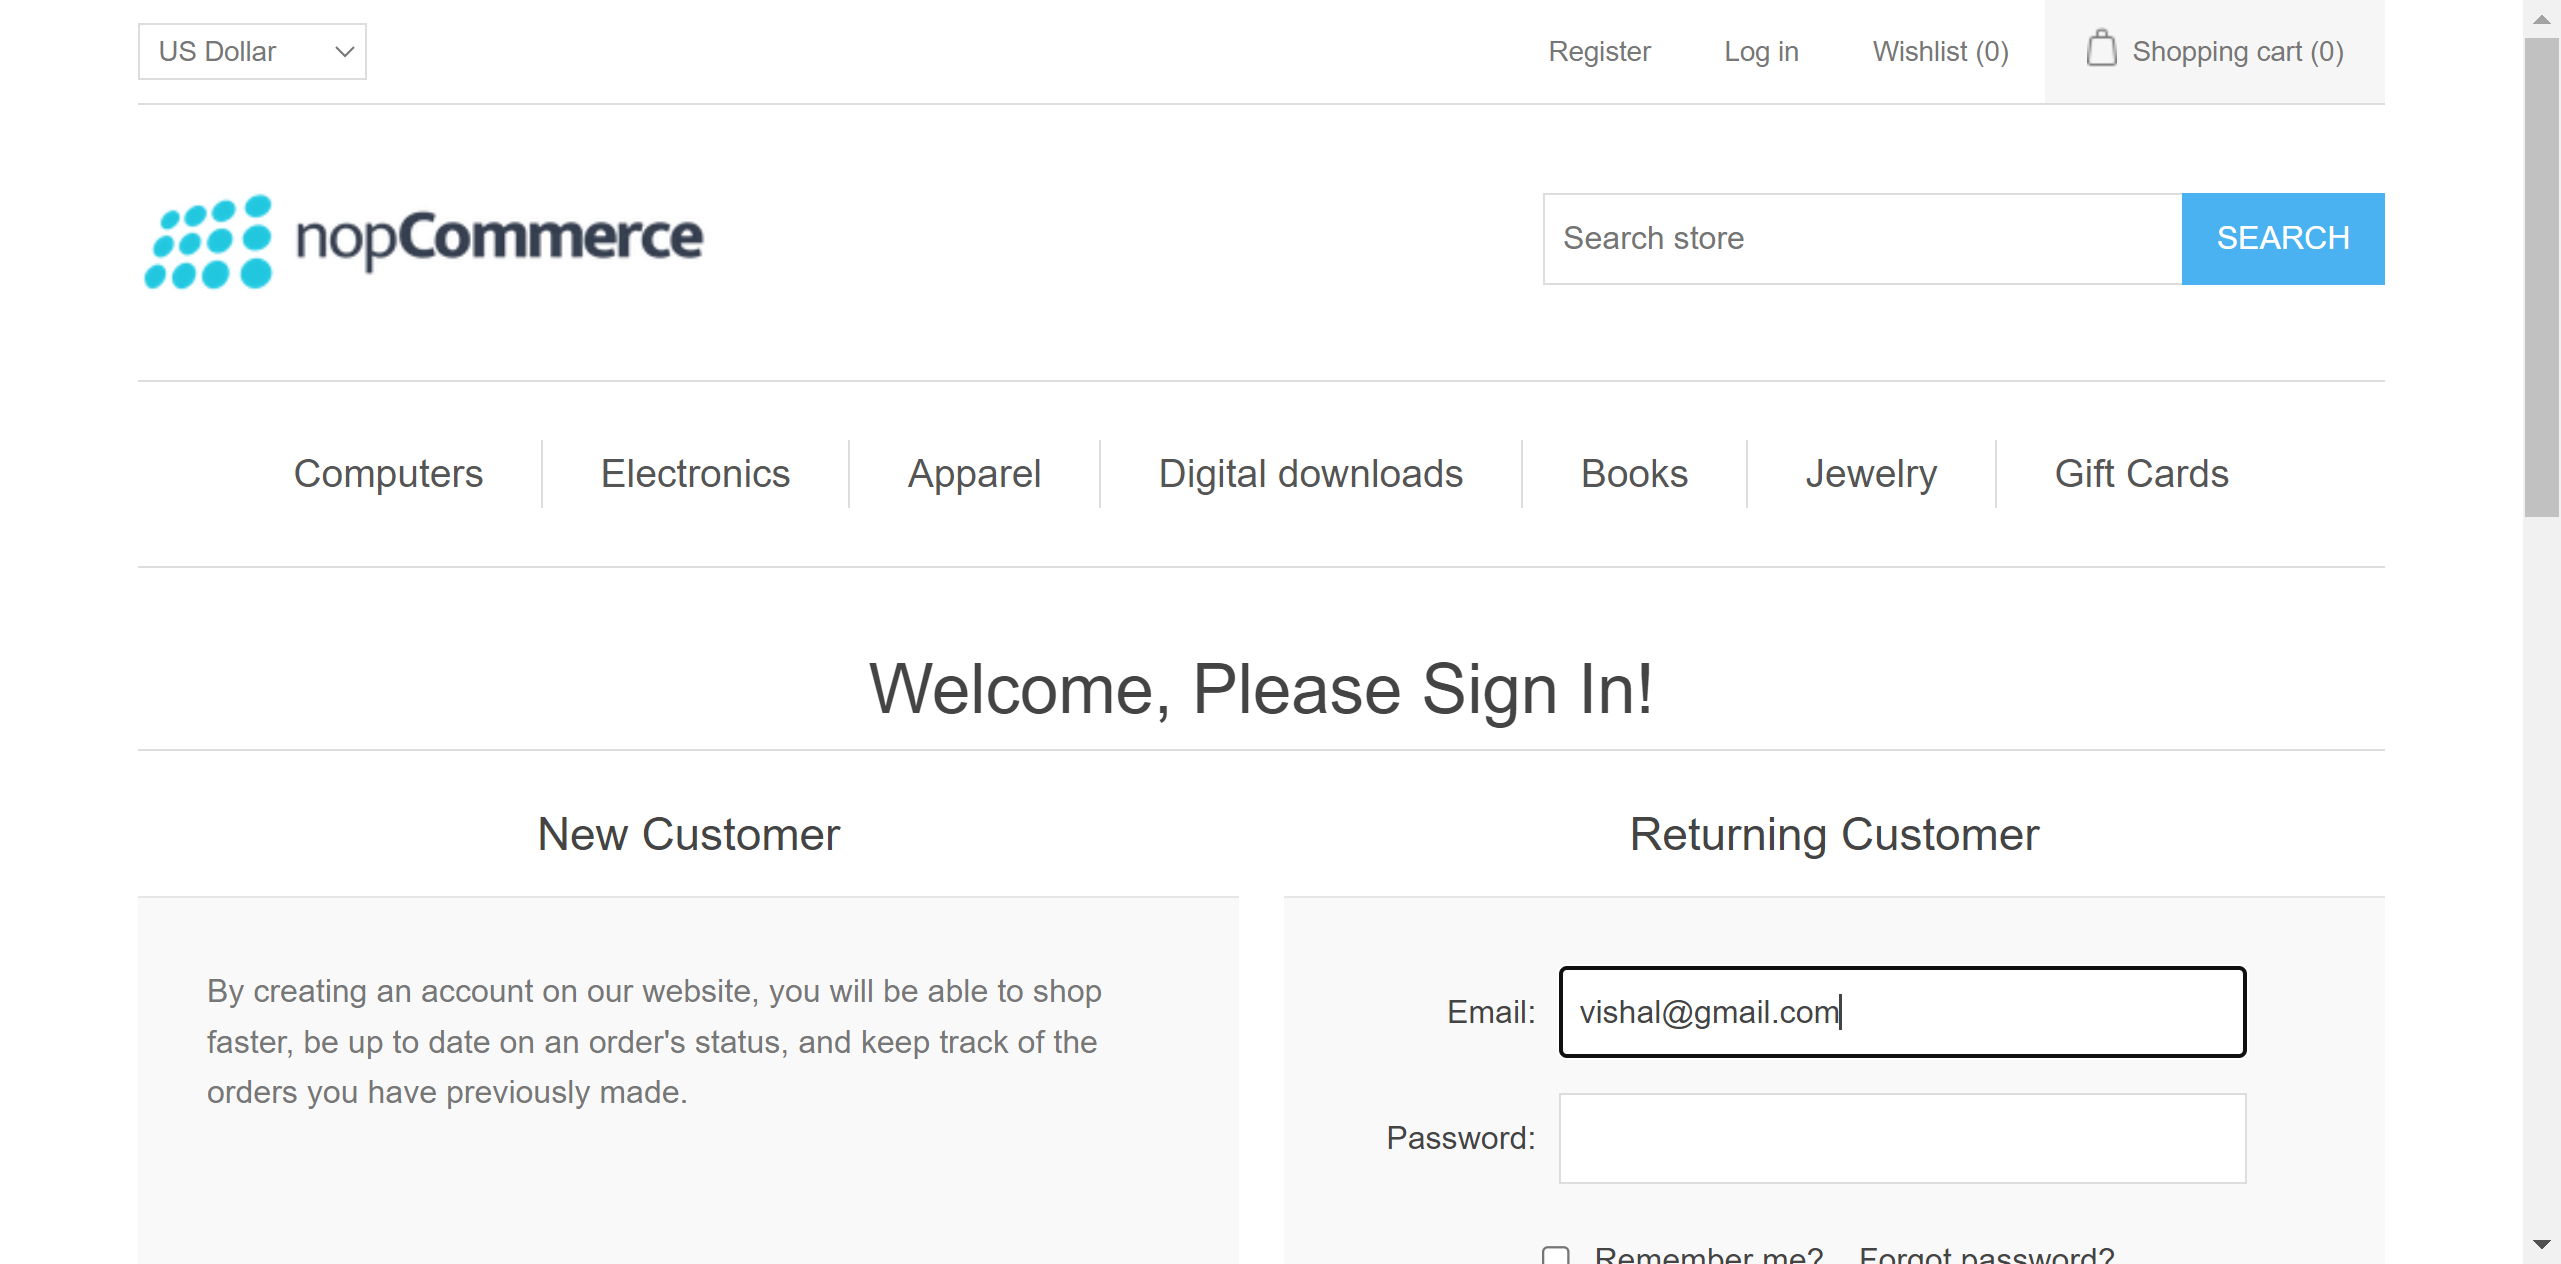 US Dollar
Register
Log in
Wishlist (0)
Shopping cart (0)
nopCommerce
Search store
SEARCH
Computers
Electronics
Apparel
Digital downloads
Books
Jewelry
Gift Cards
Welcome, Please Sign In!
New Customer
By creating an account on our website, you will be able to shop
faster, be up to date on an order's status, and keep track of the
orders you have previously made.
Returning Customer
Email:
vishal@gmail.com
Password:
Remember me?
Forgot password?